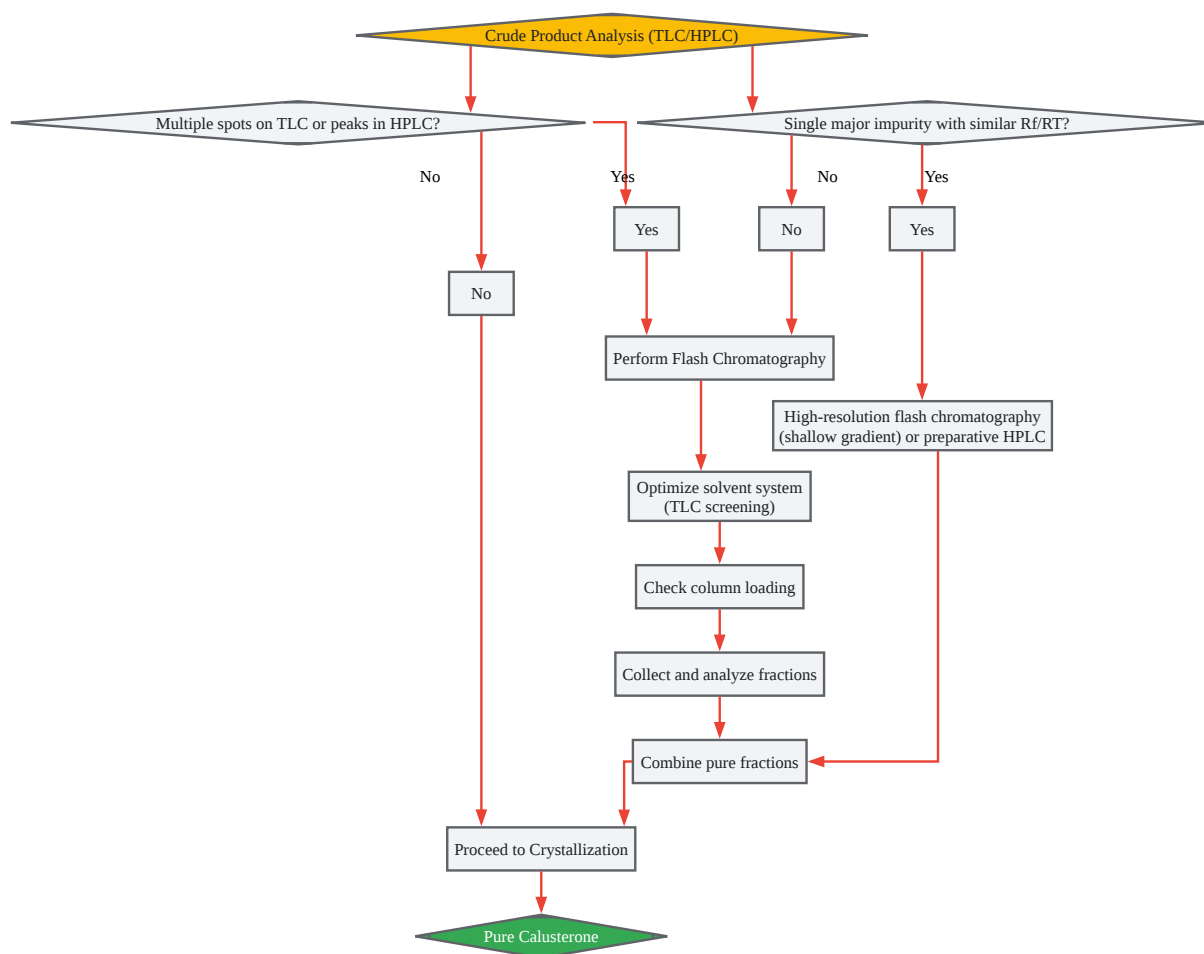 Crude Product Analysis (TLC/HPLC)
Multiple spots on TLC or peaks in HPLC?
Single major impurity with similar Rf/RT?
No
Yes
No
Yes
Yes
No
Yes
No
Perform Flash Chromatography
High-resolution flash chromatography
(shallow gradient) or preparative HPLC
Optimize solvent system
(TLC screening)
Check column loading
Collect and analyze fractions
Combine pure fractions
Proceed to Crystallization
Pure Calusterone